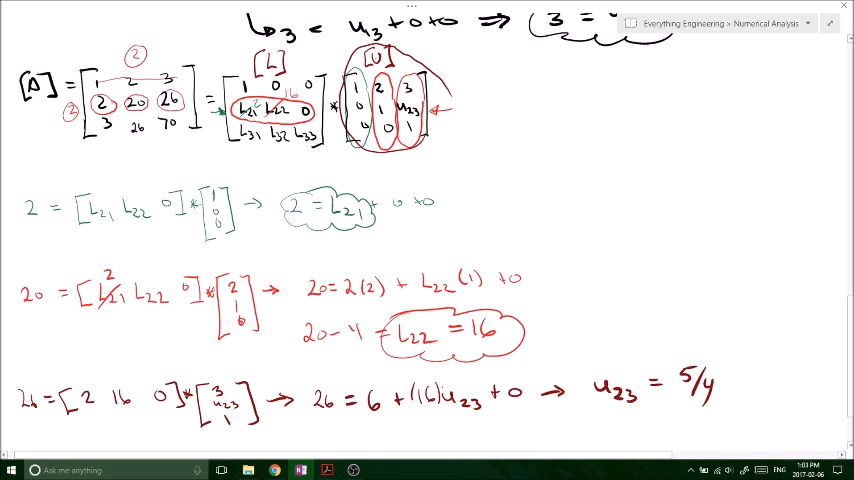 u₃ + 0 + 0 ⇒ 3 =
Everything Engineering > Numerical Analysis
②
[L] [U]
[A] = [1 2 3; 2 20 26; 3 26 70] = [1 0 0; L21 L22 0; L31 L32 L33] * [1 2 3; 0 1 u23; 0 0 1]
② 2 16
2 = [L21 L22 0] * [1; 0; 0] → 2 = L21 + 0 + 0
2
20 = [L21 L22 0] * [2; 1; 0] → 20 = 2(2) + L22(1) + 0
20 - 4 = L22 = 16
26 = [2 16 0] * [3; u23; 1] → 26 = 6 + (16)u23 + 0 → u23 = 5/4
Ask me anything
1:03 PM
2017-02-06